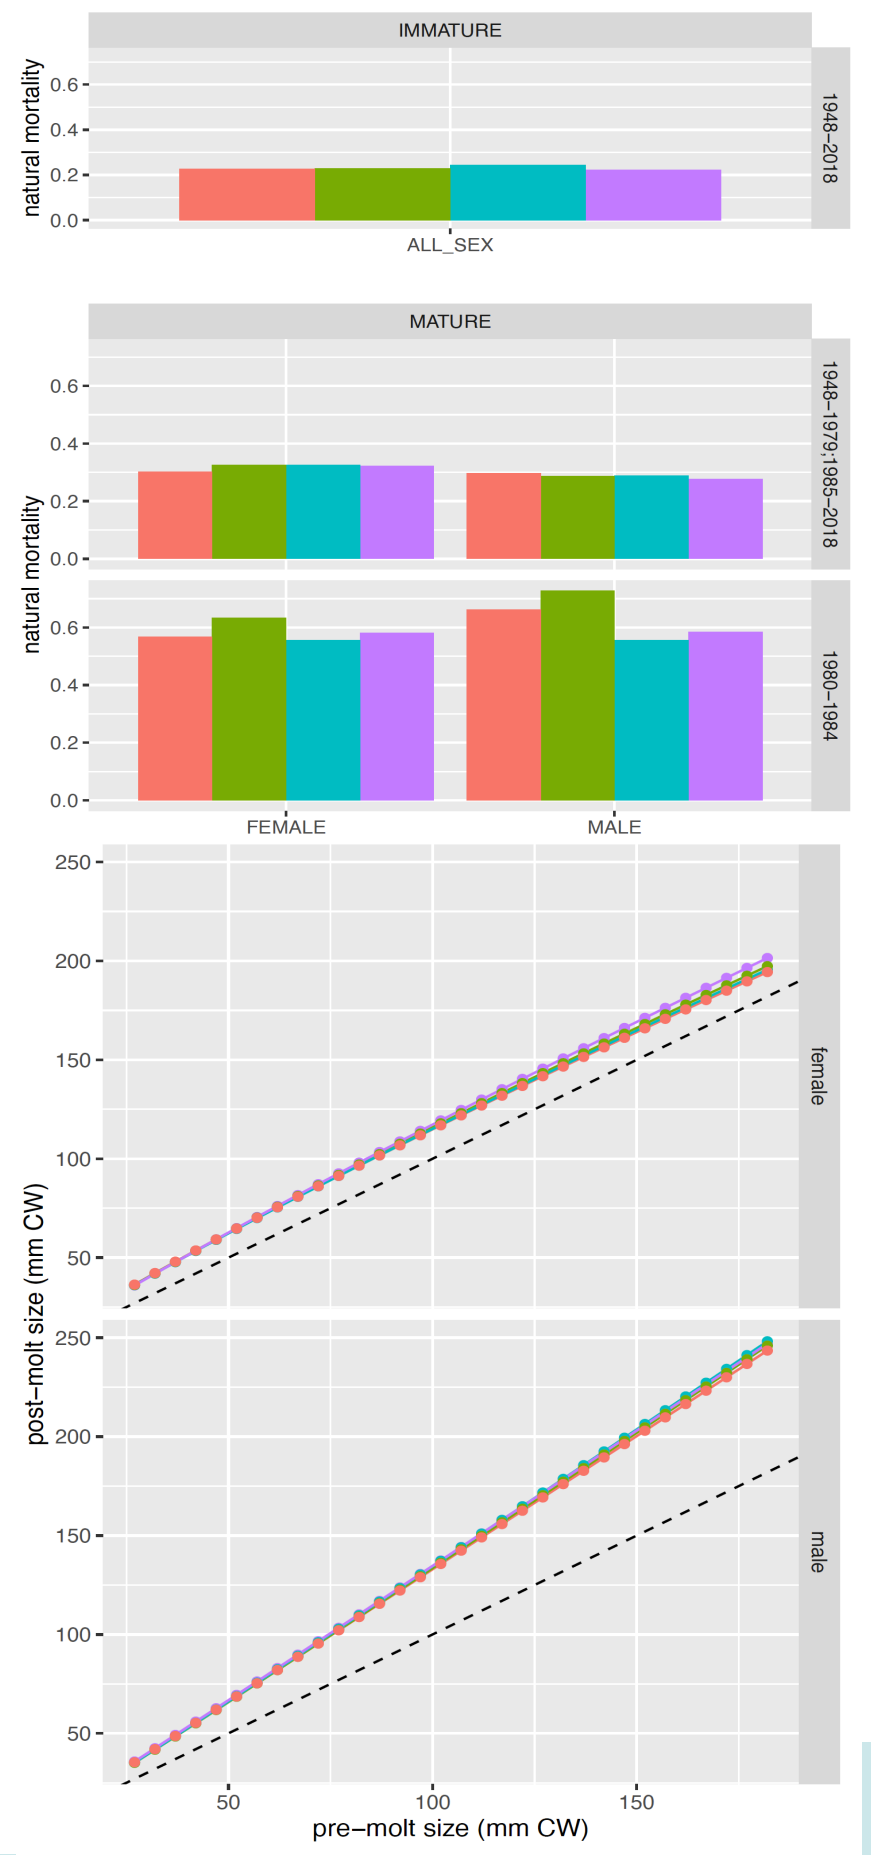 IMMATURE
natural mortality
0.6
0.4
0.2
0.0
1948−2018
ALL_SEX
MATURE
natural mortality
0.6
0.4
0.2
0.0
1948−1979;1985−2018
0.6
0.4
0.2
0.0
1980−1984
FEMALE MALE
post−molt size (mm CW)
250
200
150
100
50
female
250
200
150
100
50
male
50 100 150
pre−molt size (mm CW)